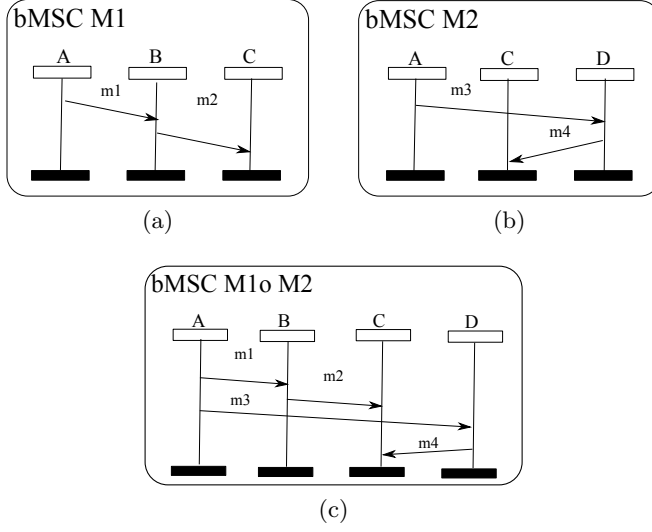 bMSC M1
A B C
m1
m2
(a)
bMSC M2
A C D
m3
m4
(b)
bMSC M1o M2
A B C D
m1
m2
m3
m4
(c)